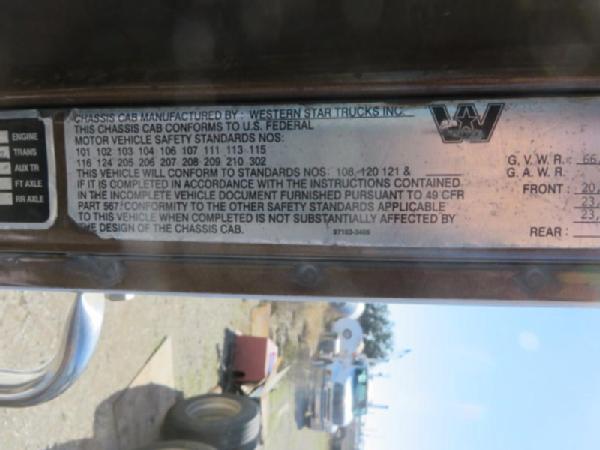 ENGINE
TRANS
AUX TR
FT AXLE
RR AXLE
CHASSIS CAB MANUFACTURED BY: WESTERN STAR TRUCKS INC.
THIS CHASSIS CAB CONFORMS TO U.S. FEDERAL
MOTOR VEHICLE SAFETY STANDARDS NOS:
101 102 103 104 106 107 111 113 115
116 124 205 206 207 208 209 210 302
THIS VEHICLE WILL CONFORM TO STANDARDS NOS: 108, 120 121 &
IF IT IS COMPLETED IN ACCORDANCE WITH THE INSTRUCTIONS CONTAINED
IN THE INCOMPLETE VEHICLE DOCUMENT FURNISHED PURSUANT TO 49 CFR
PART 567. CONFORMITY TO THE OTHER SAFETY STANDARDS APPLICABLE
TO THIS VEHICLE WHEN COMPLETED IS NOT SUBSTANTIALLY AFFECTED BY
THE DESIGN OF THE CHASSIS CAB.
G.V.W.R. - 66,
G.A.W.R.
FRONT: 20,
23,
23,
REAR: